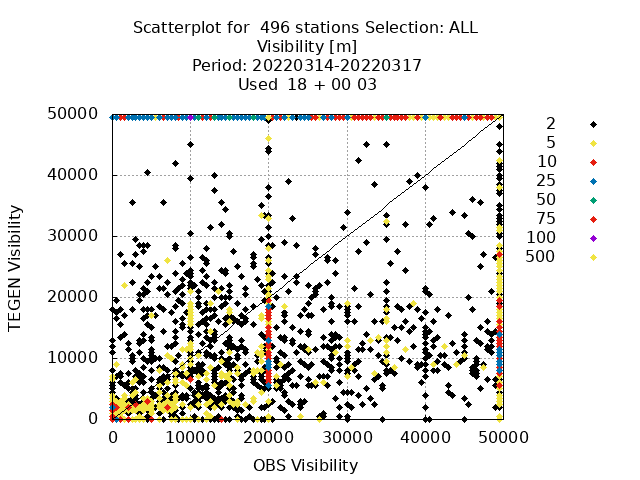 Scatterplot for  496 stations Selection: ALL
Visibility [m]
Period: 20220314-20220317
Used  18 + 00 03
50000
40000
30000
20000
10000
0
TEGEN Visibility
0 10000 20000 30000 40000 50000
OBS Visibility
2
5
10
25
50
75
100
500